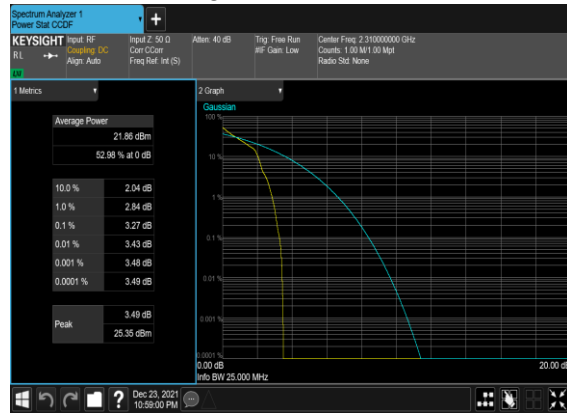 Spectrum Analyzer 1
Power Stat CCDF
+
KEYSIGHT
Input: RF
Input Z: 50 Ω
Atten: 40 dB
Trig: Free Run
Center Freq: 2.310000000 GHz
RL
Coupling: DC
Corr CCorr
#IF Gain: Low
Counts: 1.00 M/1.00 Mpt
Align: Auto
Freq Ref: Int (S)
Radio Std: None
1 Metrics
2 Graph
Average Power
21.86 dBm
52.98 % at 0 dB
10.0 % 2.04 dB
1.0 % 2.84 dB
0.1 % 3.27 dB
0.01 % 3.43 dB
0.001 % 3.48 dB
0.0001 % 3.49 dB
Peak
3.49 dB
25.35 dBm
Gaussian
100 %
10 %
1 %
0.1 %
0.01 %
0.001 %
0.0001 %
0.00 dB
20.00 dB
Info BW 25.000 MHz
?
Dec 23, 2021
10:59:00 PM